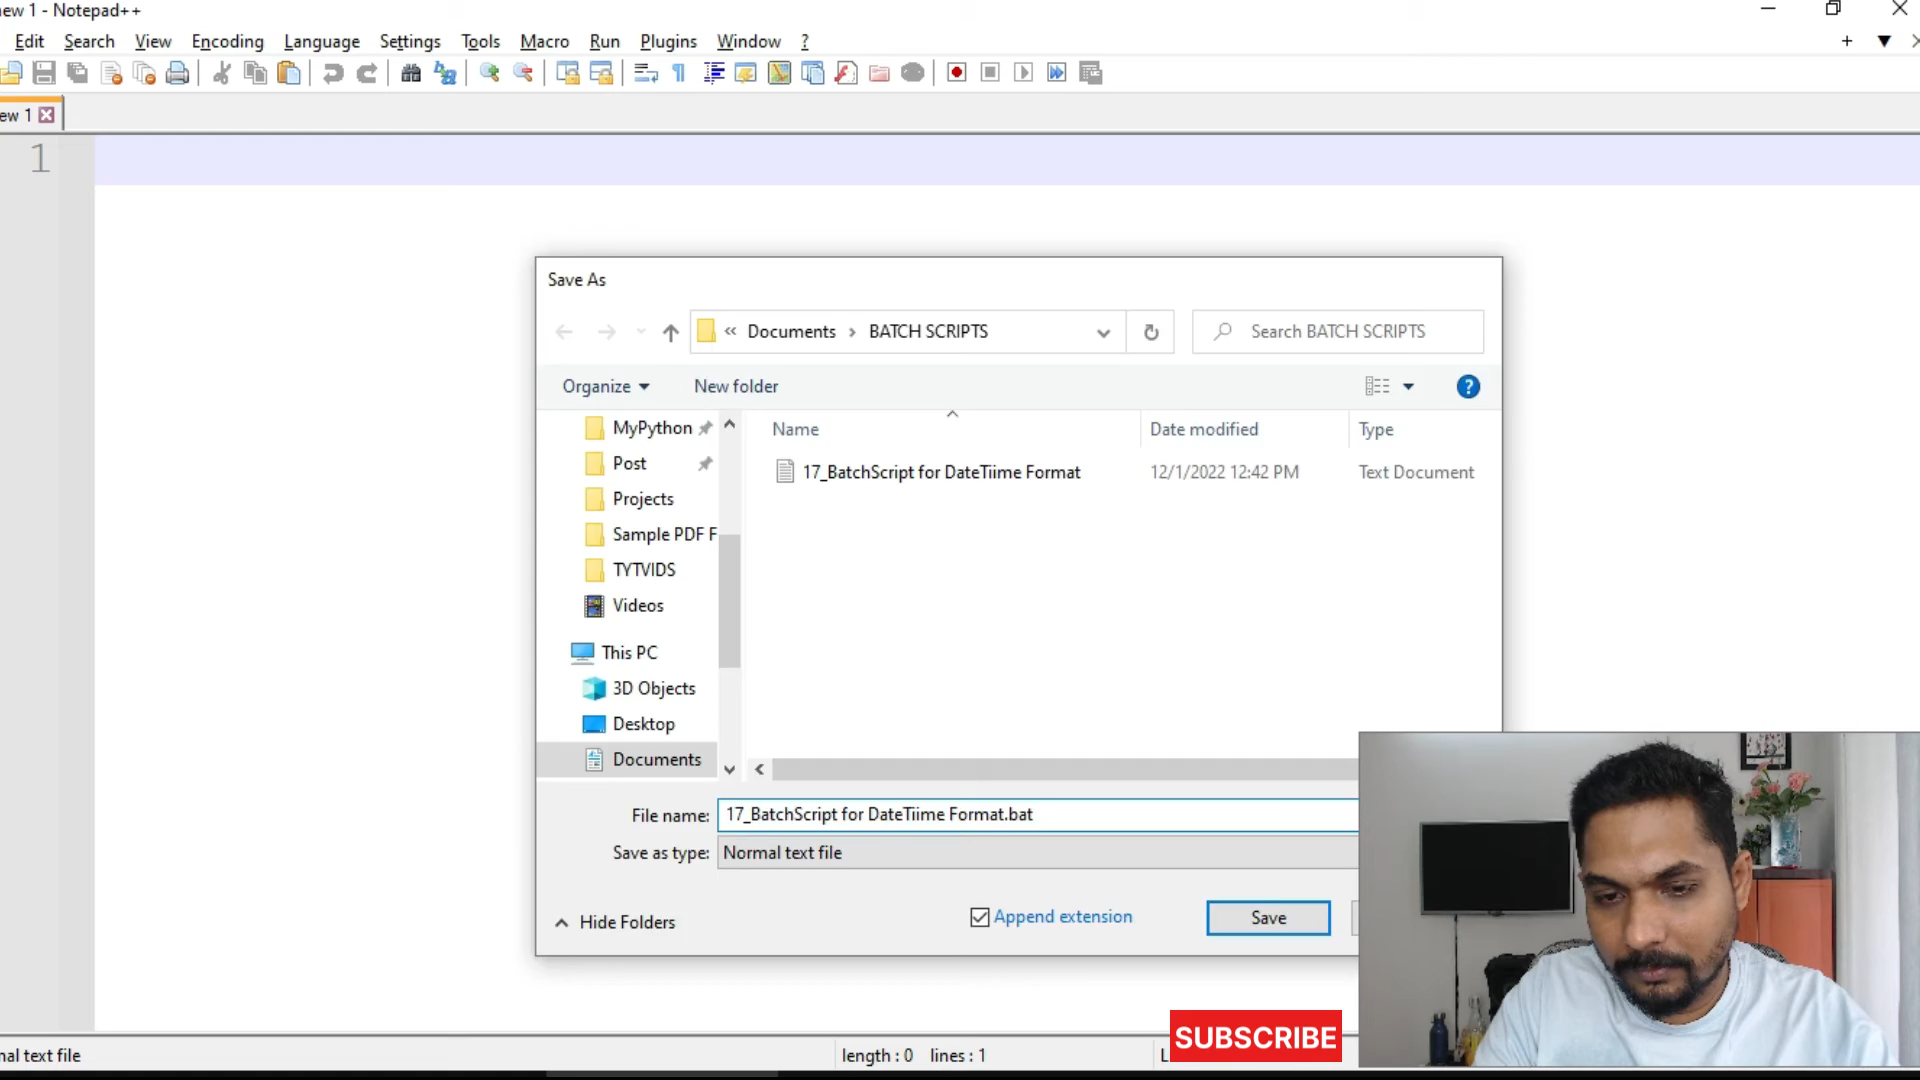 ew 1 - Notepad++
Edit Search View Encoding Language Settings Tools Macro Run Plugins Window ?
ew 1
1
Save As
« Documents › BATCH SCRIPTS
Search BATCH SCRIPTS
Organize
New folder
Name
Date modified
Type
MyPython
Post
Projects
Sample PDF F
TYTVIDS
Videos
This PC
3D Objects
Desktop
Documents
17_BatchScript for DateTiime Format
12/1/2022 12:42 PM
Text Document
File name: 17_BatchScript for DateTiime Format.bat
Save as type: Normal text file
Hide Folders
Append extension
Save
SUBSCRIBE
nal text file
length : 0 lines : 1
L